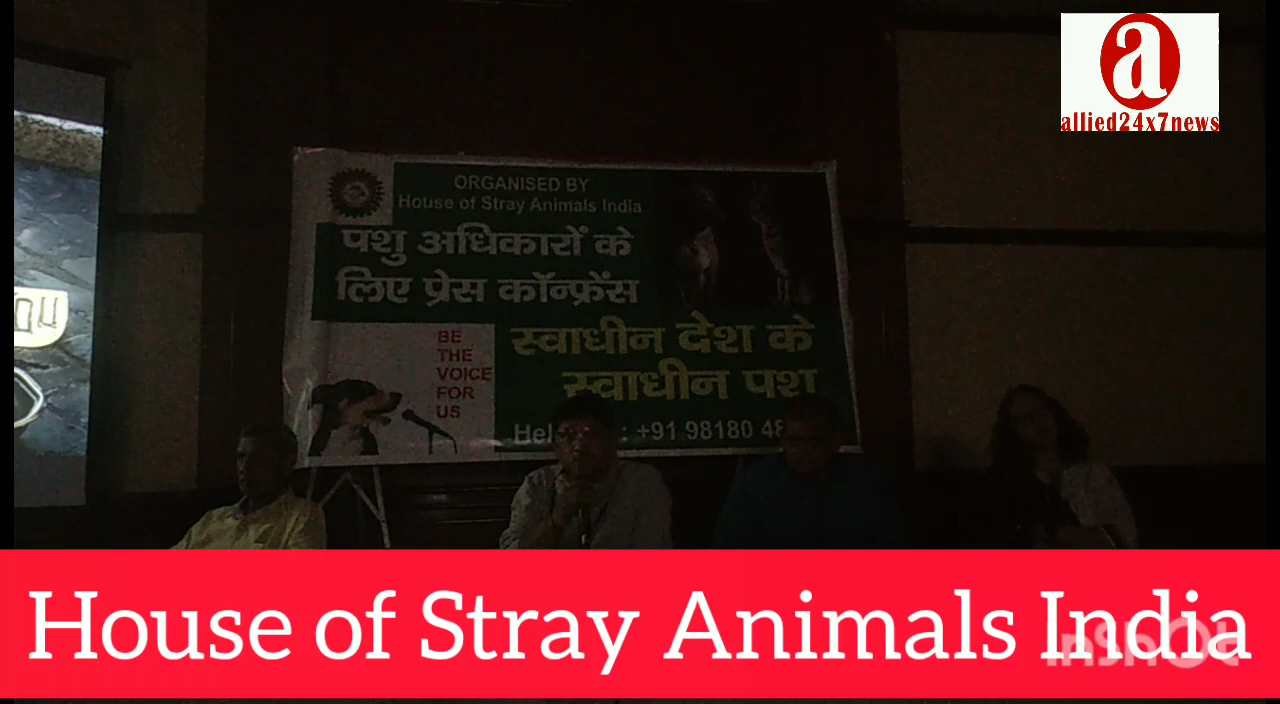 a
allied24x7news
ORGANISED BY
House of Stray Animals India
पशु अधिकारों के
लिए प्रेस कॉन्फ्रेंस
स्वाधीन देश के
स्वाधीन पशु
BE
THE
VOICE
FOR
US
: +91 98180
House of Stray Animals India
InShOt